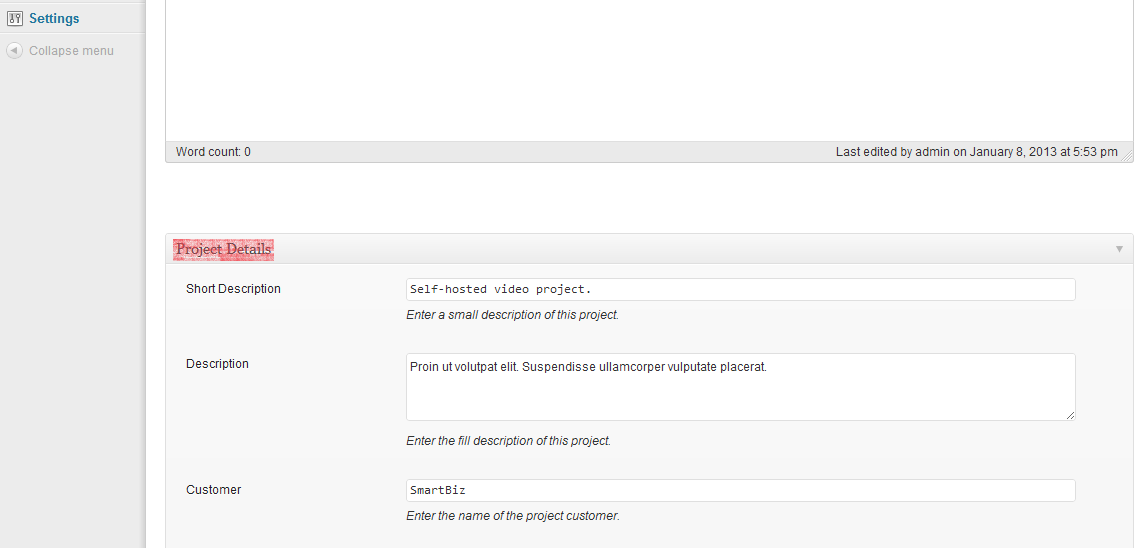 Settings
Collapse menu
Word count: 0
Last edited by admin on January 8, 2013 at 5:53 pm
Project Details
Short Description
Self-hosted video project.
Enter a small description of this project.
Description
Proin ut volutpat elit. Suspendisse ullamcorper vulputate placerat.
Enter the fill description of this project.
Customer
SmartBiz
Enter the name of the project customer.